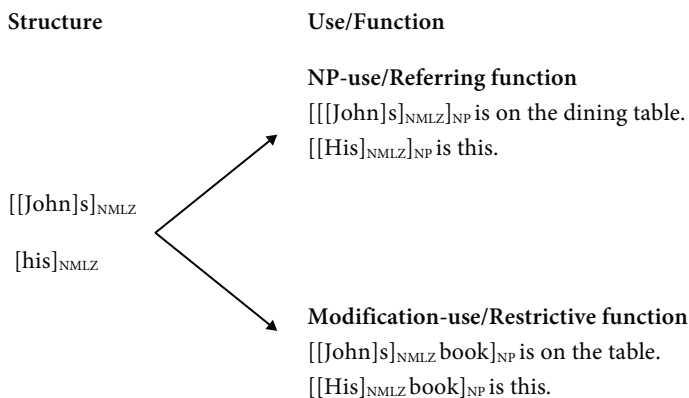 Structure
Use/Function
NP-use/Referring function
[[[John]s]NMLZ]NP is on the dining table.
[[His]NMLZ]NP is this.
[[John]s]NMLZ
[his]NMLZ
Modification-use/Restrictive function
[[John]s]NMLZ book]NP is on the table.
[[His]NMLZ book]NP is this.